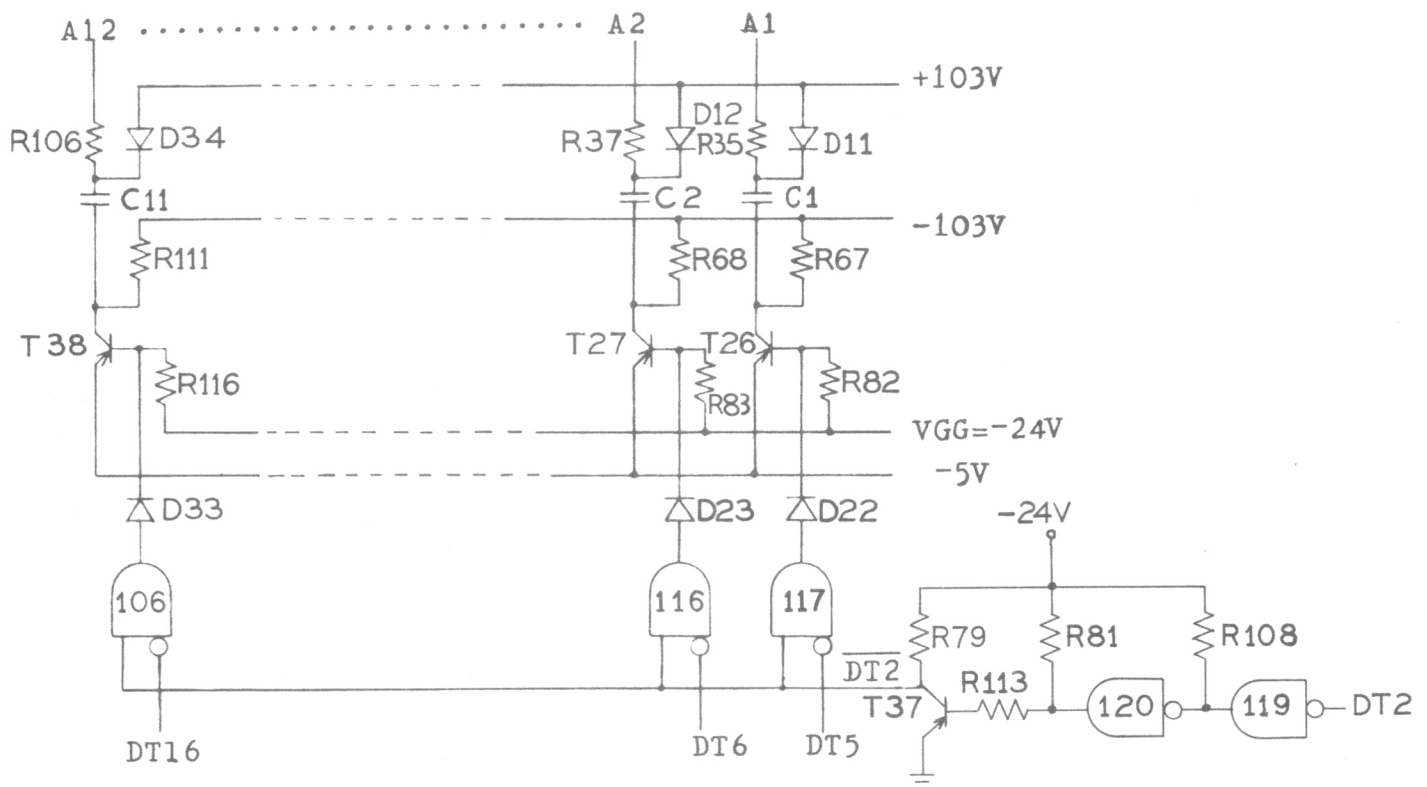 A12 A2 A1
+103V
D12
R106 D34 R37 R35 D11
C11 C2 C1
-103V
R111 R68 R67
T38 T27 T26
R116 R83 R82
VGG=-24V
-5V
D33 D23 D22
-24V
106 116 117
R79 R81 R108
DT2
R113
T37 120 119 DT2
DT16 DT6 DT5